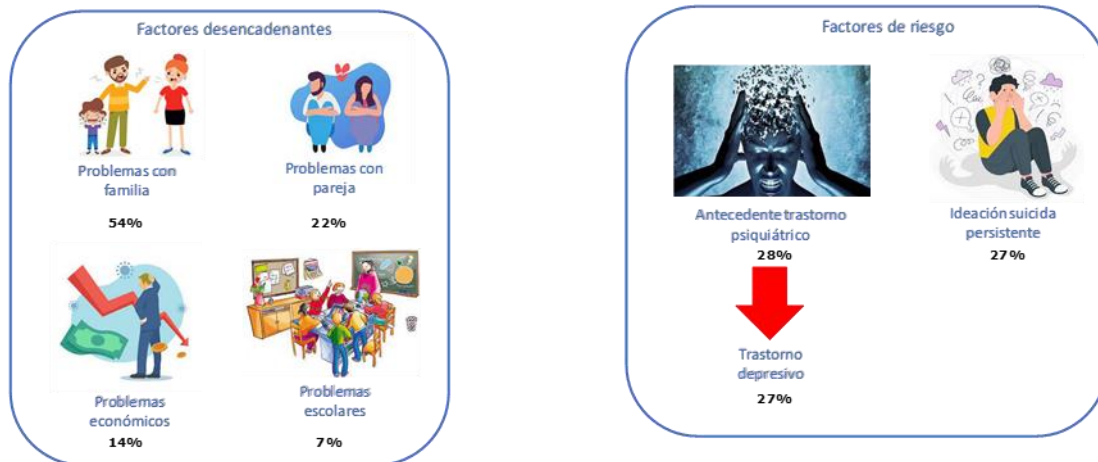 Factores desencadenantes
Problemas con
familia
54%
Problemas con
pareja
22%
Problemas
económicos
14%
Problemas
escolares
7%
Factores de riesgo
Antecedente trastorno
psiquiátrico
28%
Ideación suicida
persistente
27%
Trastorno
depresivo
27%